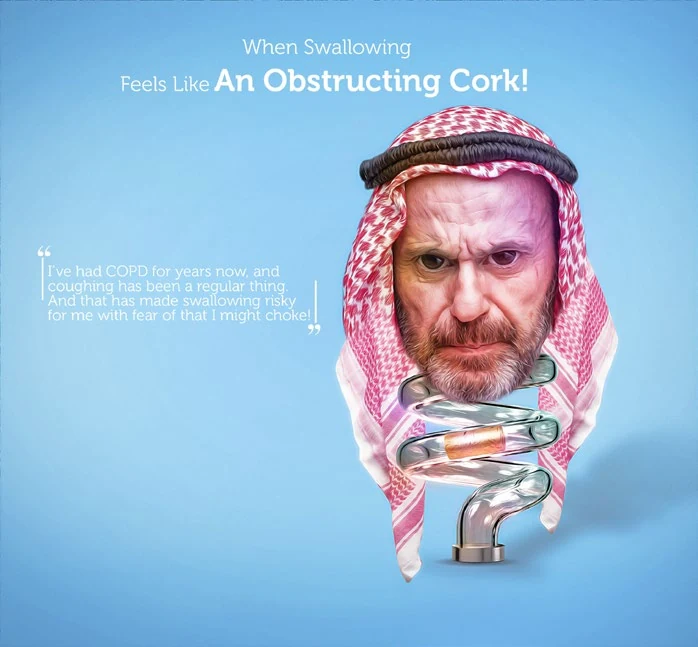 When Swallowing
Feels Like An Obstructing Cork!
“I've had COPD for years now, and
coughing has been a regular thing.
And that has made swallowing risky
for me with fear of that I might choke!”